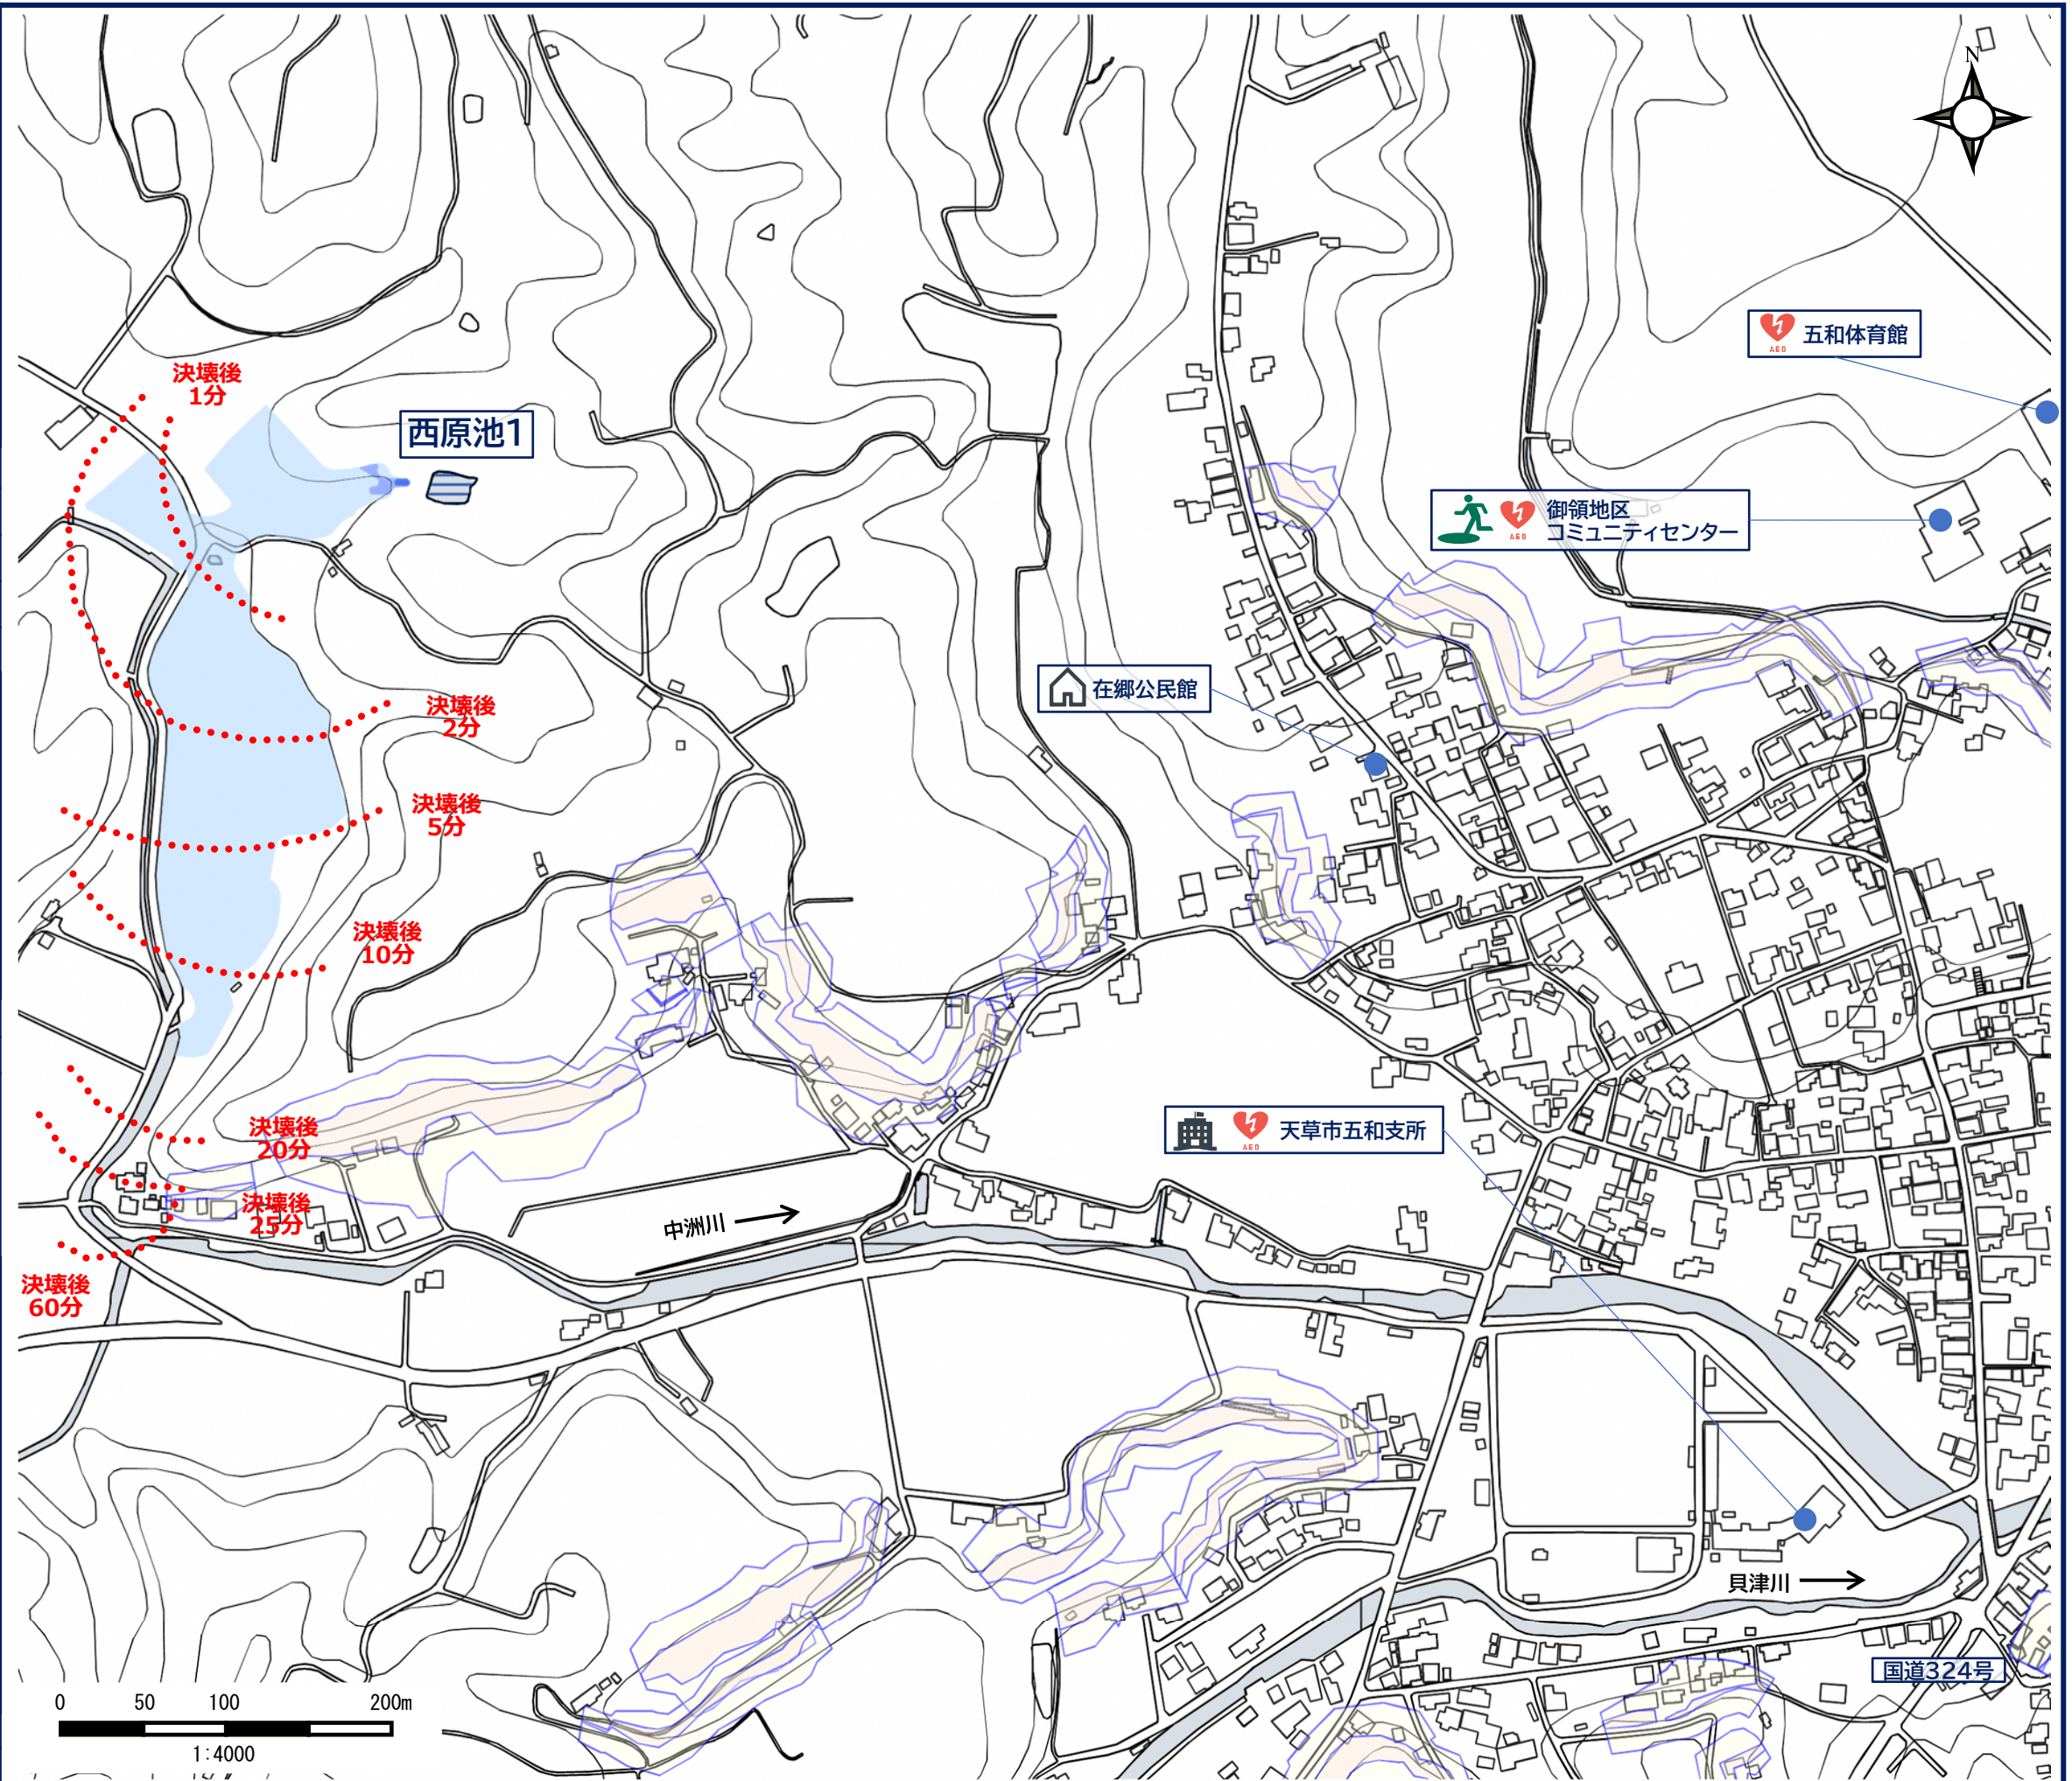 N
AED
五和体育館
決壊後
1分
西原池1
AED
御領地区
コミュニティセンター
在郷公民館
決壊後
2分
決壊後
5分
決壊後
10分
決壊後
20分
AED
天草市五和支所
決壊後
25分
中洲川
決壊後
60分
貝津川
国道324号
0 50 100 200m
1:4000